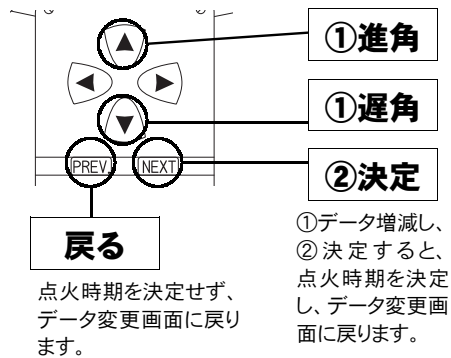 ①進角
①遅角
PREV
NEXT
②決定
戻る
①データ増減し、
②決定すると、
点火時期を決定
し、データ変更画
面に戻ります。
点火時期を決定せず、
データ変更画面に戻り
ます。